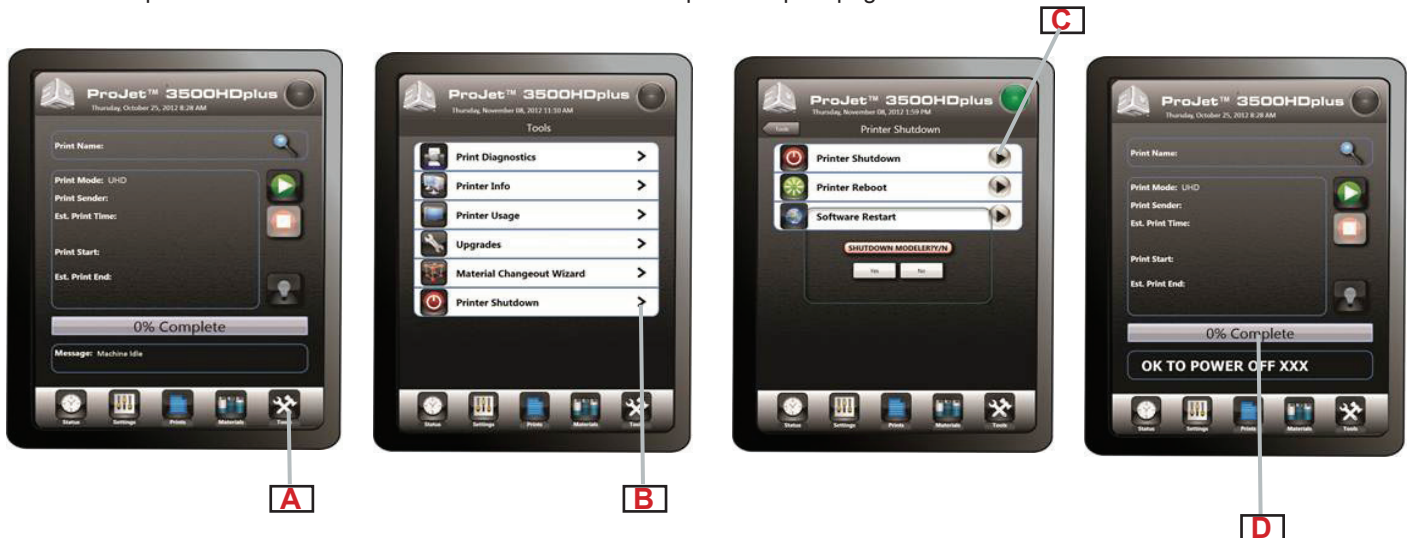 C
ProJet™ 3500HDplus
Thursday, October 25, 2012 8:28 AM
Print Name:
Print Mode: UHD
Print Sender:
Est. Print Time:
Print Start:
Est. Print End:
0% Complete
Message: Machine Idle
Status Settings Prints Materials Tools
A
ProJet™ 3500HDplus
Thursday, November 08, 2012 11:10 AM
Tools
Print Diagnostics
Printer Info
Printer Usage
Upgrades
Material Changeout Wizard
Printer Shutdown
Status Settings Prints Materials Tools
B
ProJet™ 3500HDplus
Thursday, November 08, 2012 1:59 PM
Tools
Printer Shutdown
Printer Shutdown
Printer Reboot
Software Restart
SHUTDOWN MODELER?Y/N
Yes No
Status Settings Prints Materials Tools
ProJet™ 3500HDplus
Thursday, October 25, 2012 8:28 AM
Print Name:
Print Mode: UHD
Print Sender:
Est. Print Time:
Print Start:
Est. Print End:
0% Complete
OK TO POWER OFF XXX
Status Settings Prints Materials Tools
D